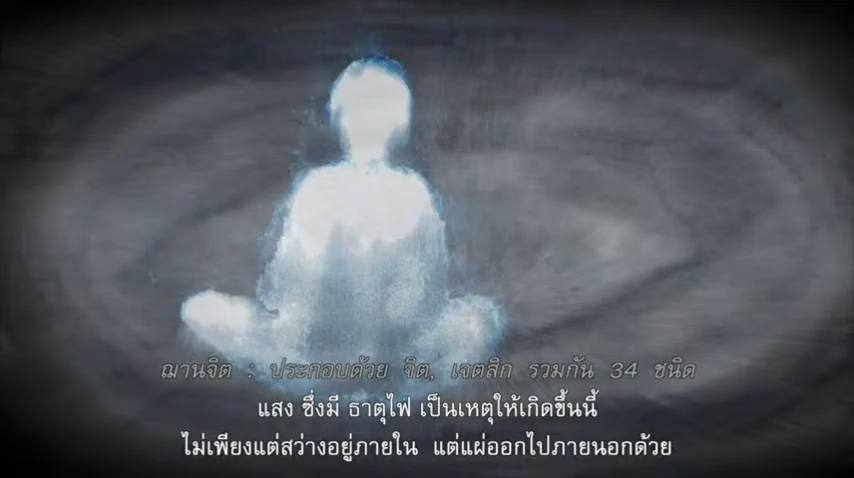 ฌานจิต : ประกอบด้วย จิต, เจตสิก รวมกัน 34 ชนิด
แสง ซึ่งมี ธาตุไฟ เป็นเหตุให้เกิดขึ้นนี้
ไม่เพียงแต่สว่างอยู่ภายใน แต่แผ่ออกไปภายนอกด้วย